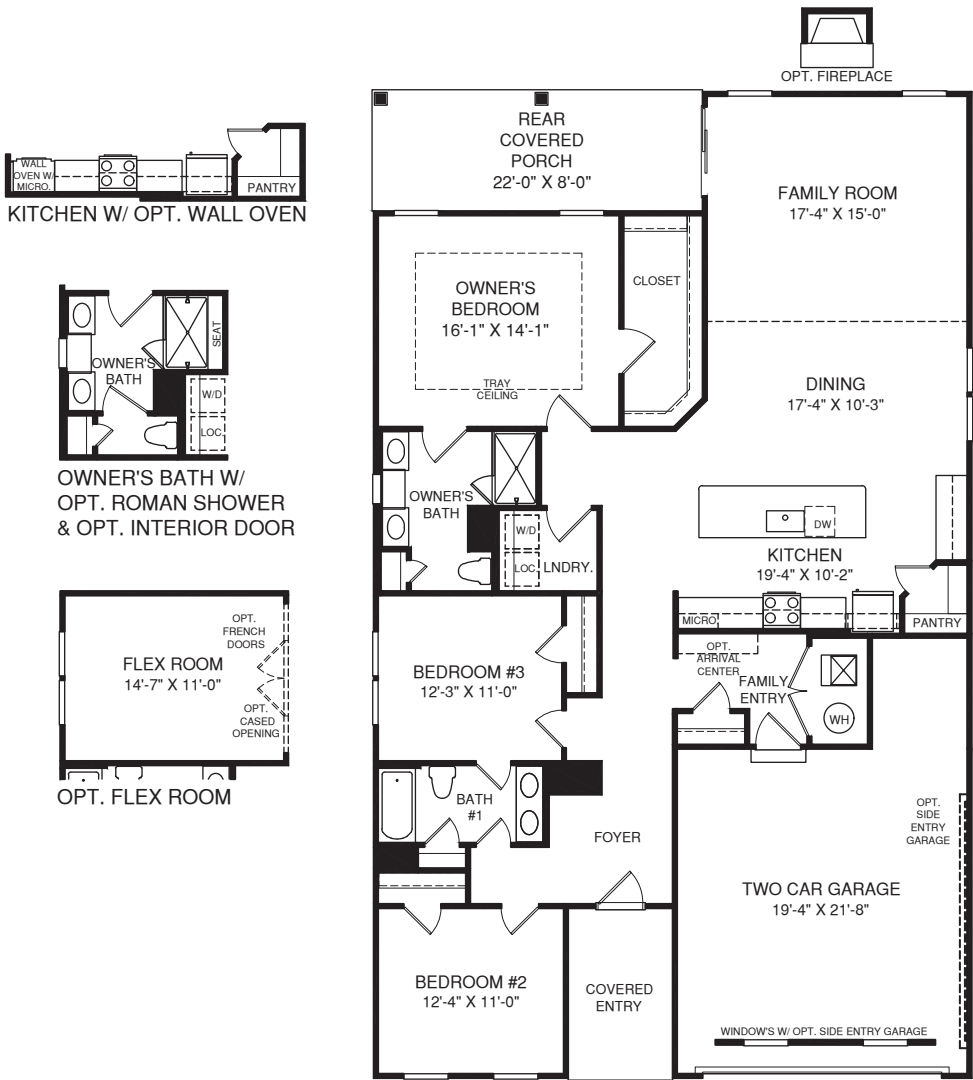 OPT. FIREPLACE
REAR
COVERED
PORCH
22'-0" X 8'-0"
FAMILY ROOM
17'-4" X 15'-0"
WALL
OVEN W/
MICRO.
PANTRY
KITCHEN W/ OPT. WALL OVEN
OWNER'S
BEDROOM
16'-1" X 14'-1"
TRAY
CEILING
CLOSET
DINING
17'-4" X 10'-3"
SEAT
OWNER'S
BATH
W/D
LOC.
OWNER'S BATH W/
OPT. ROMAN SHOWER
& OPT. INTERIOR DOOR
OWNER'S
BATH
W/D
LOC.
LNDRY.
DW
KITCHEN
19'-4" X 10'-2"
MICRO
PANTRY
OPT.
FRENCH
DOORS
FLEX ROOM
14'-7" X 11'-0"
OPT.
CASED
OPENING
OPT. FLEX ROOM
BEDROOM #3
12'-3" X 11'-0"
OPT.
ARRIVAL
CENTER
FAMILY
ENTRY
WH
BATH
#1
FOYER
OPT.
SIDE
ENTRY
GARAGE
TWO CAR GARAGE
19'-4" X 21'-8"
BEDROOM #2
12'-4" X 11'-0"
COVERED
ENTRY
WINDOW'S W/ OPT. SIDE ENTRY GARAGE